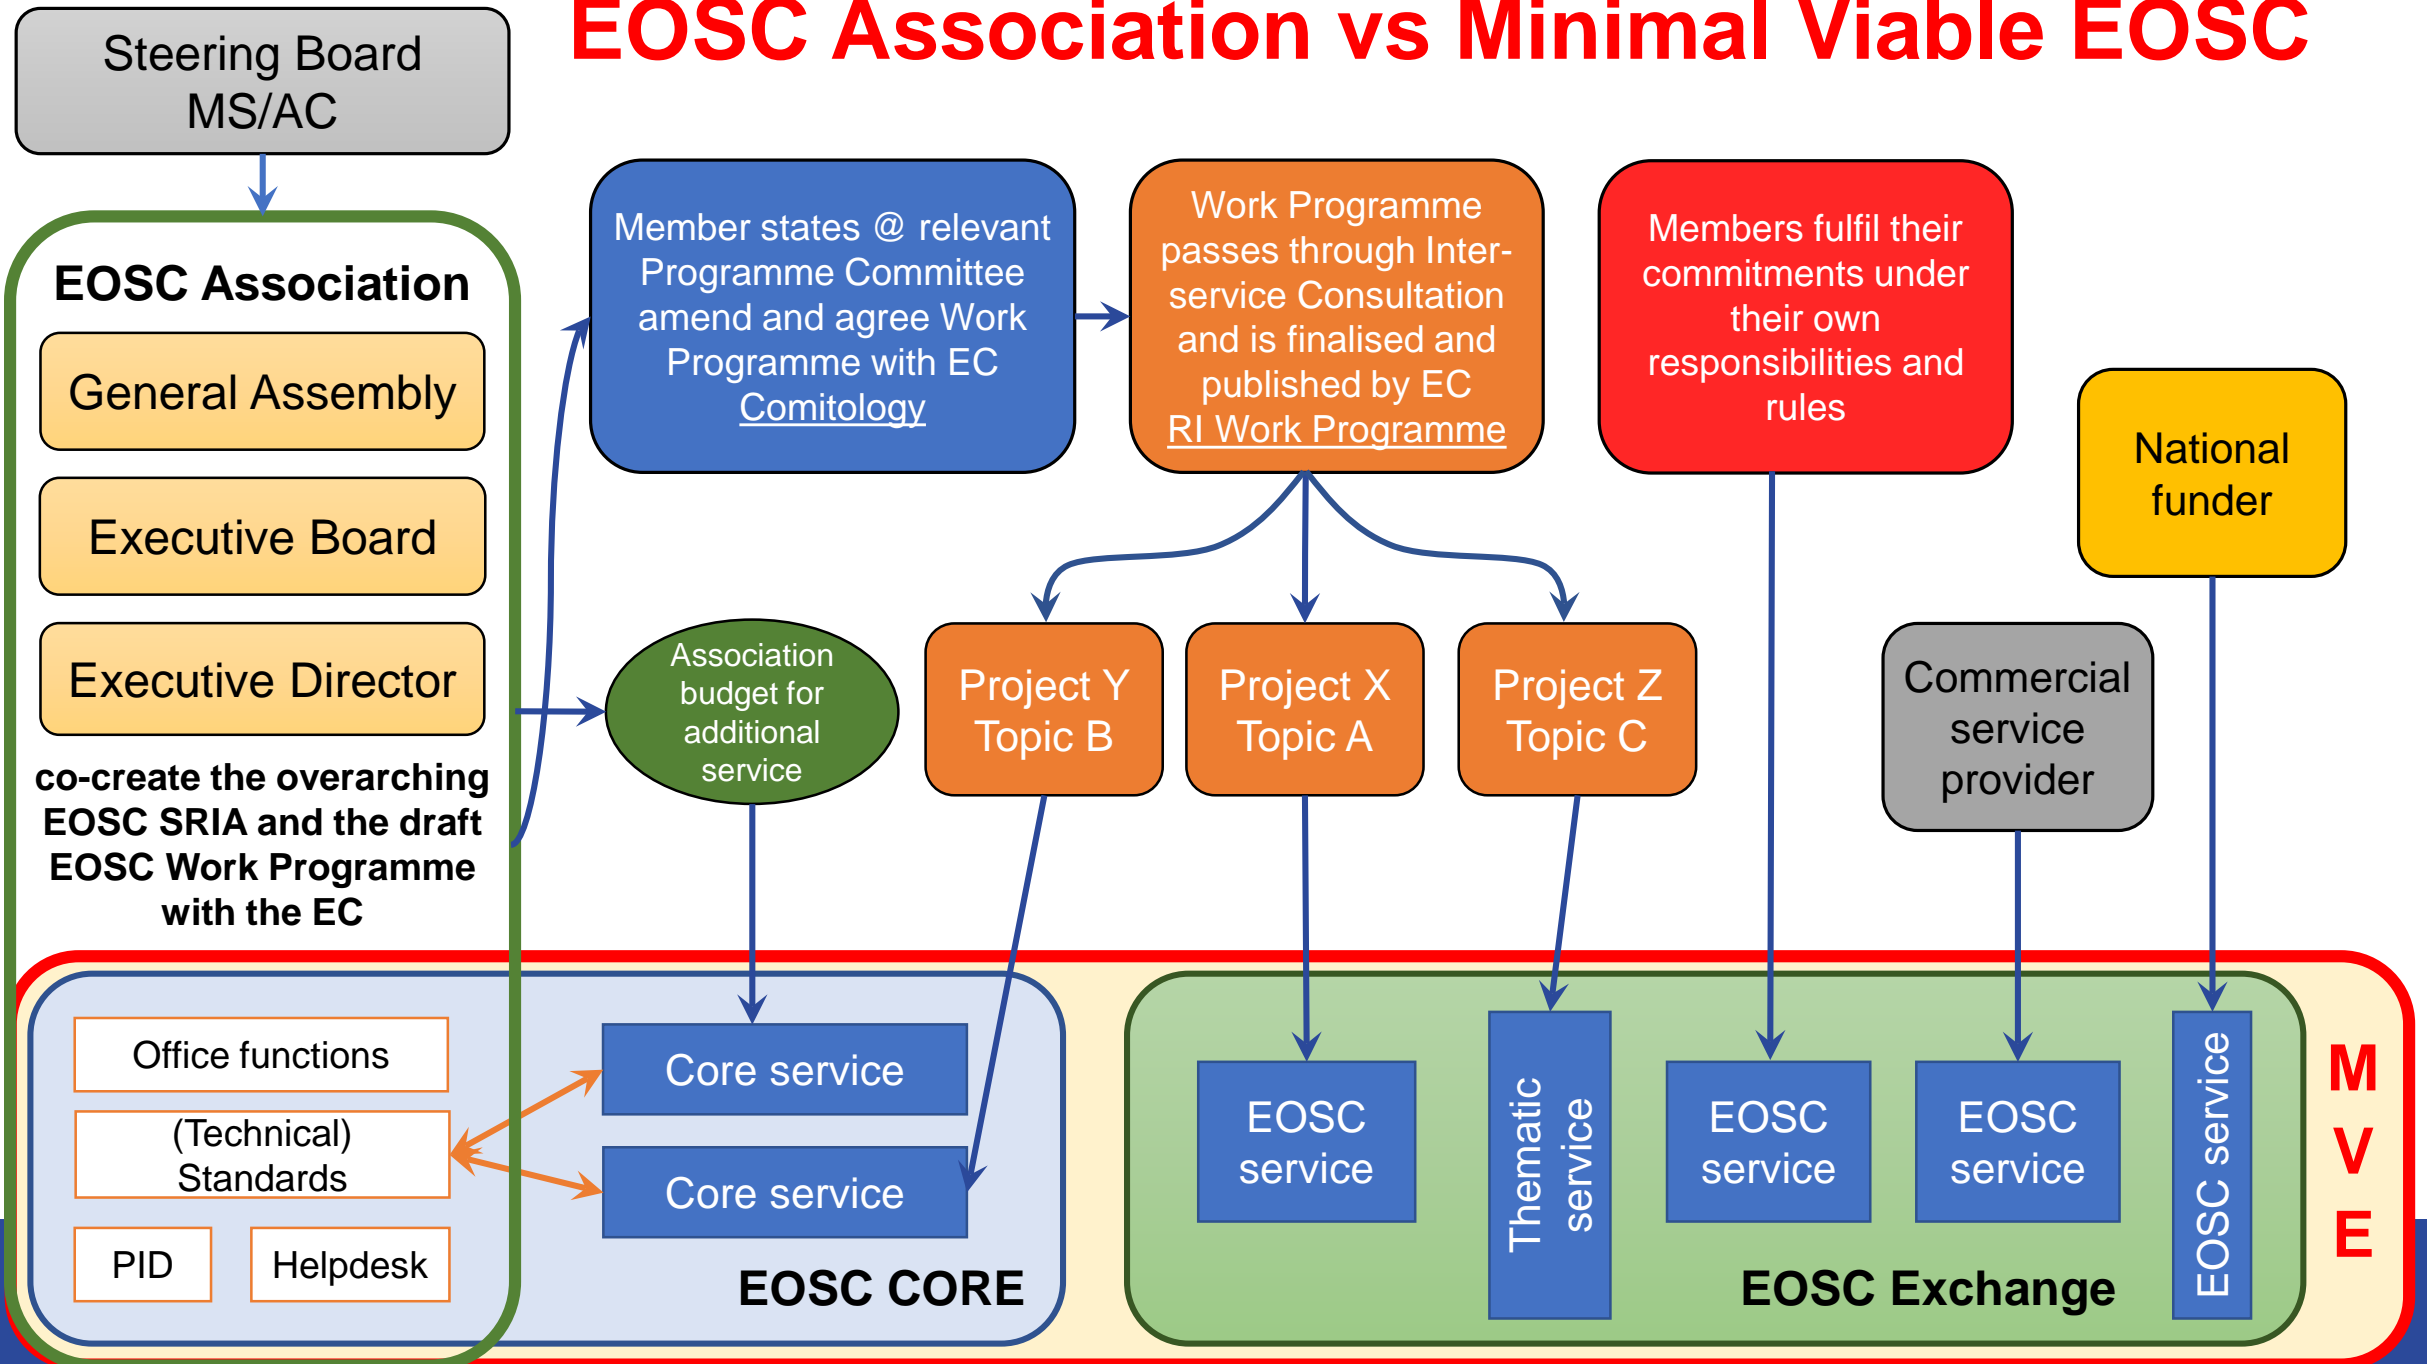 EOSC Association vs Minimal Viable EOSC
Steering Board
MS/AC
EOSC Association
General Assembly
Executive Board
Executive Director
co-create the overarching
EOSC SRIA and the draft
EOSC Work Programme
with the EC
Member states @ relevant
Programme Committee
amend and agree Work
Programme with EC
Comitology
Work Programme
passes through Inter-
service Consultation
and is finalised and
published by EC
RI Work Programme
Members fulfil their
commitments under
their own
responsibilities and
rules
National
funder
Association
budget for
additional
service
Project Y
Topic B
Project X
Topic A
Project Z
Topic C
Commercial
service
provider
Office functions
(Technical)
Standards
PID
Helpdesk
Core service
Core service
EOSC CORE
EOSC
service
Thematic
service
EOSC
service
EOSC
service
EOSC service
EOSC Exchange
M
V
E